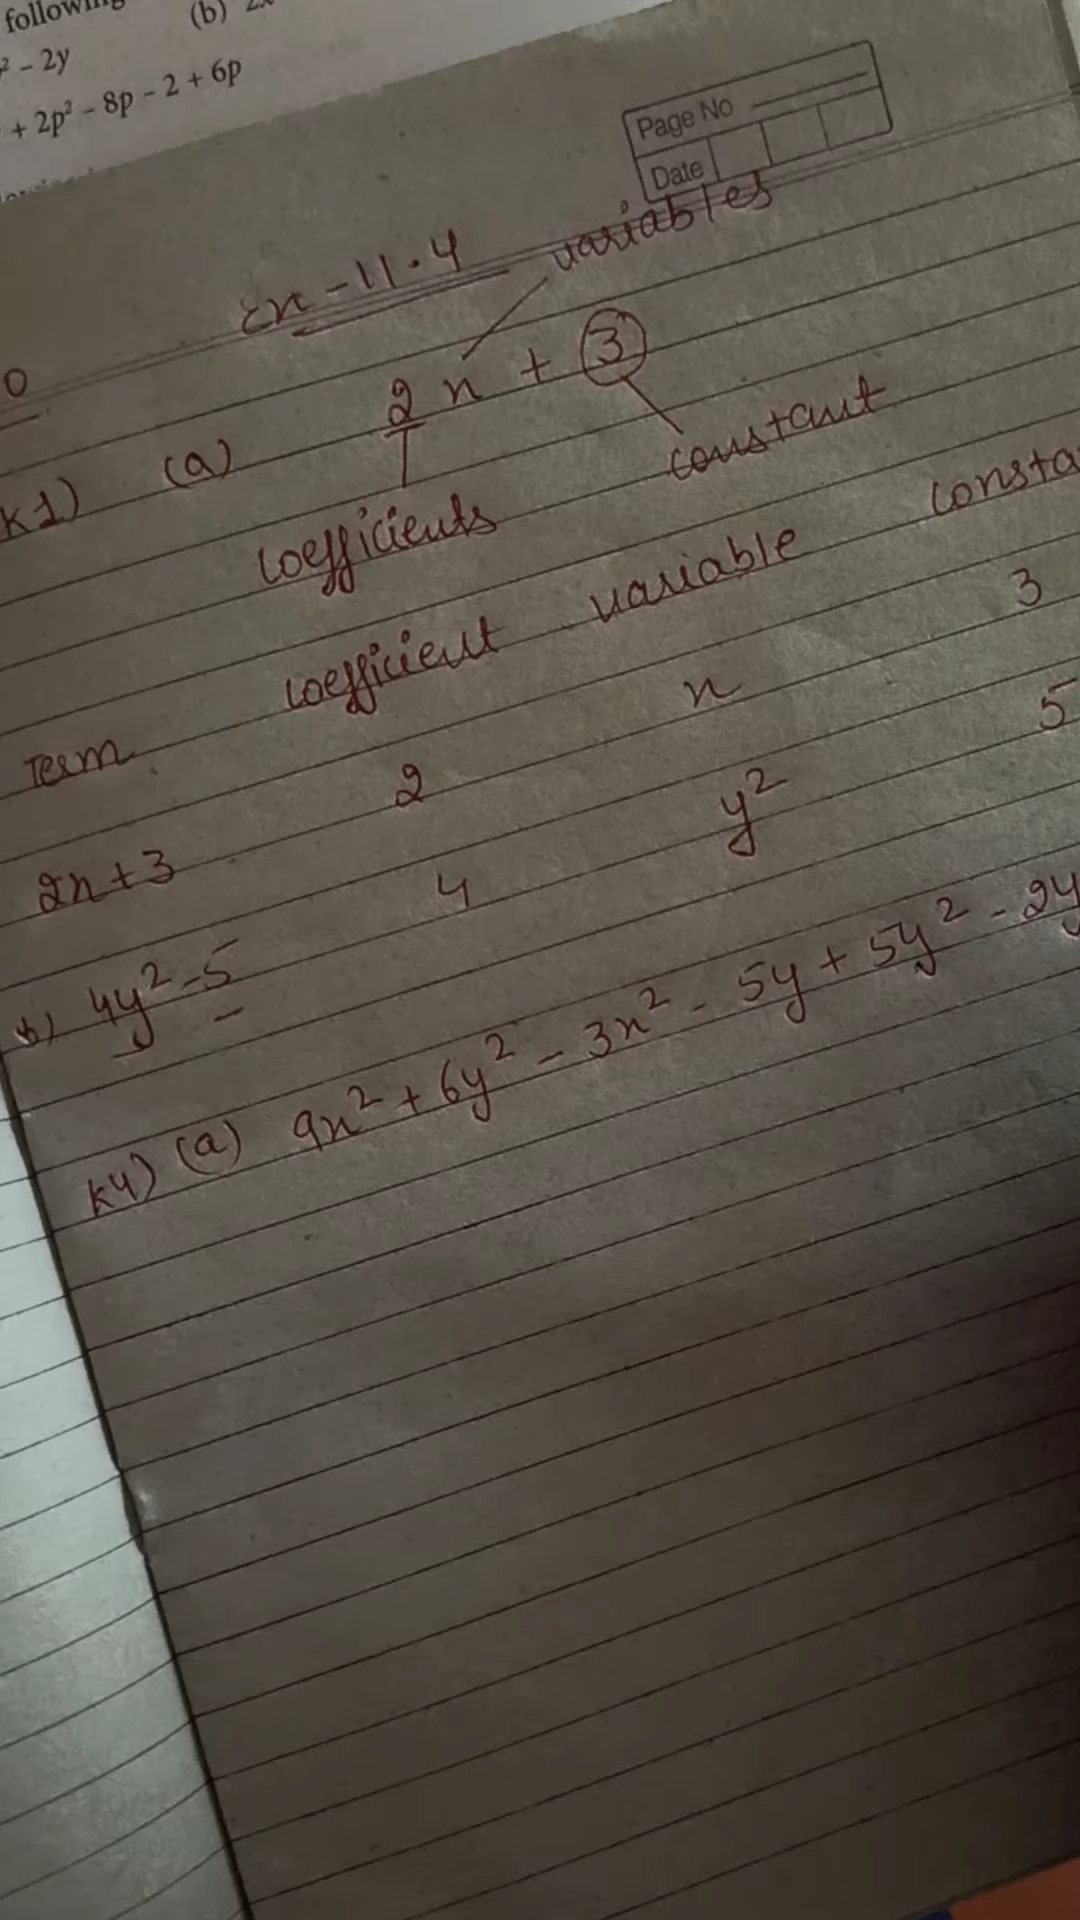 following (b)
² - 2y
+ 2p² - 8p - 2 + 6p
Page No
Date
Ex - 11.4
variables
0
K1) (a) 2x + 3
coefficients constant
Term coefficient variable consta
2x+3 2 x 3
b) 4y²-5 4 y² 5
K4) (a) 9x² + 6y² - 3x² - 5y + 5y² - 2y